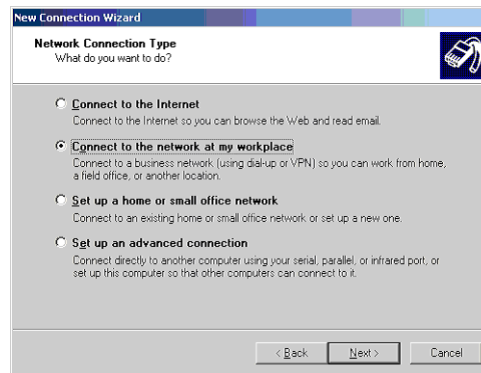 New Connection Wizard
Network Connection Type
What do you want to do?
Connect to the Internet
Connect to the Internet so you can browse the Web and read email.
Connect to the network at my workplace
Connect to a business network (using dial-up or VPN) so you can work from home,
a field office, or another location.
Set up a home or small office network
Connect to an existing home or small office network or set up a new one.
Set up an advanced connection
Connect directly to another computer using your serial, parallel, or infrared port, or
set up this computer so that other computers can connect to it.
< Back
Next >
Cancel